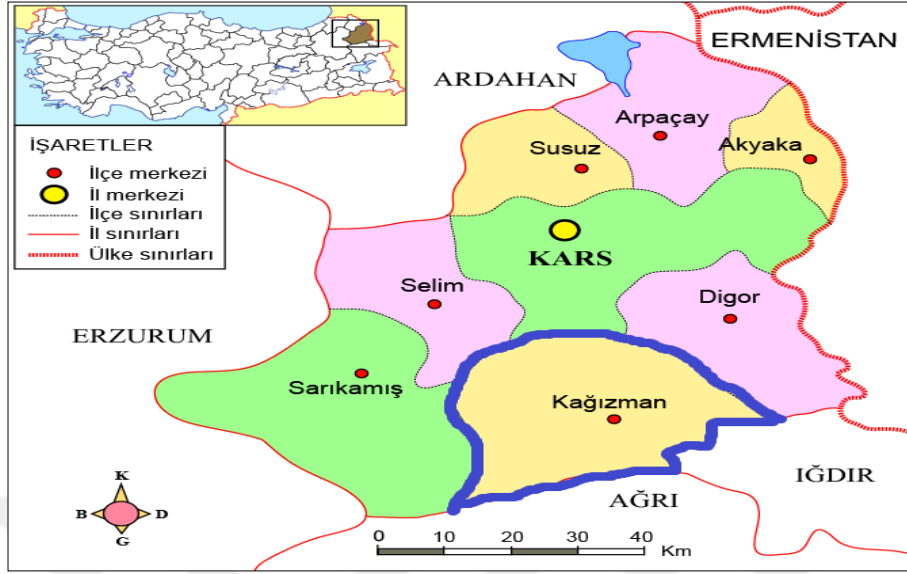 ERMENİSTAN
ARDAHAN
Arpaçay
Akyaka
Susuz
İŞARETLER
İlçe merkezi
İl merkezi
İlçe sınırları
İl sınırları
Ülke sınırları
KARS
Selim
Digor
ERZURUM
Sarıkamış
Kağızman
IĞDIR
AĞRI
K
B D
G
0 10 20 30 40
Km